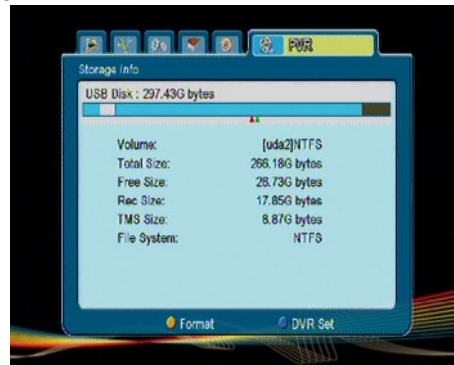 PVR
Storage Info
USB Disk : 297.43G bytes
Volume: [uda2]NTFS
Total Size: 266.18G bytes
Free Size: 26.73G bytes
Rec Size: 17.85G bytes
TMS Size: 8.87G bytes
File System: NTFS
Format DVR Set